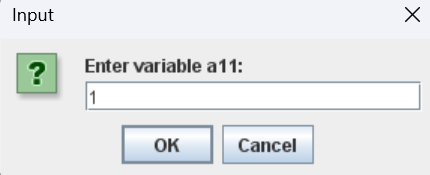 Input
?
Enter variable a11:
1
OK Cancel